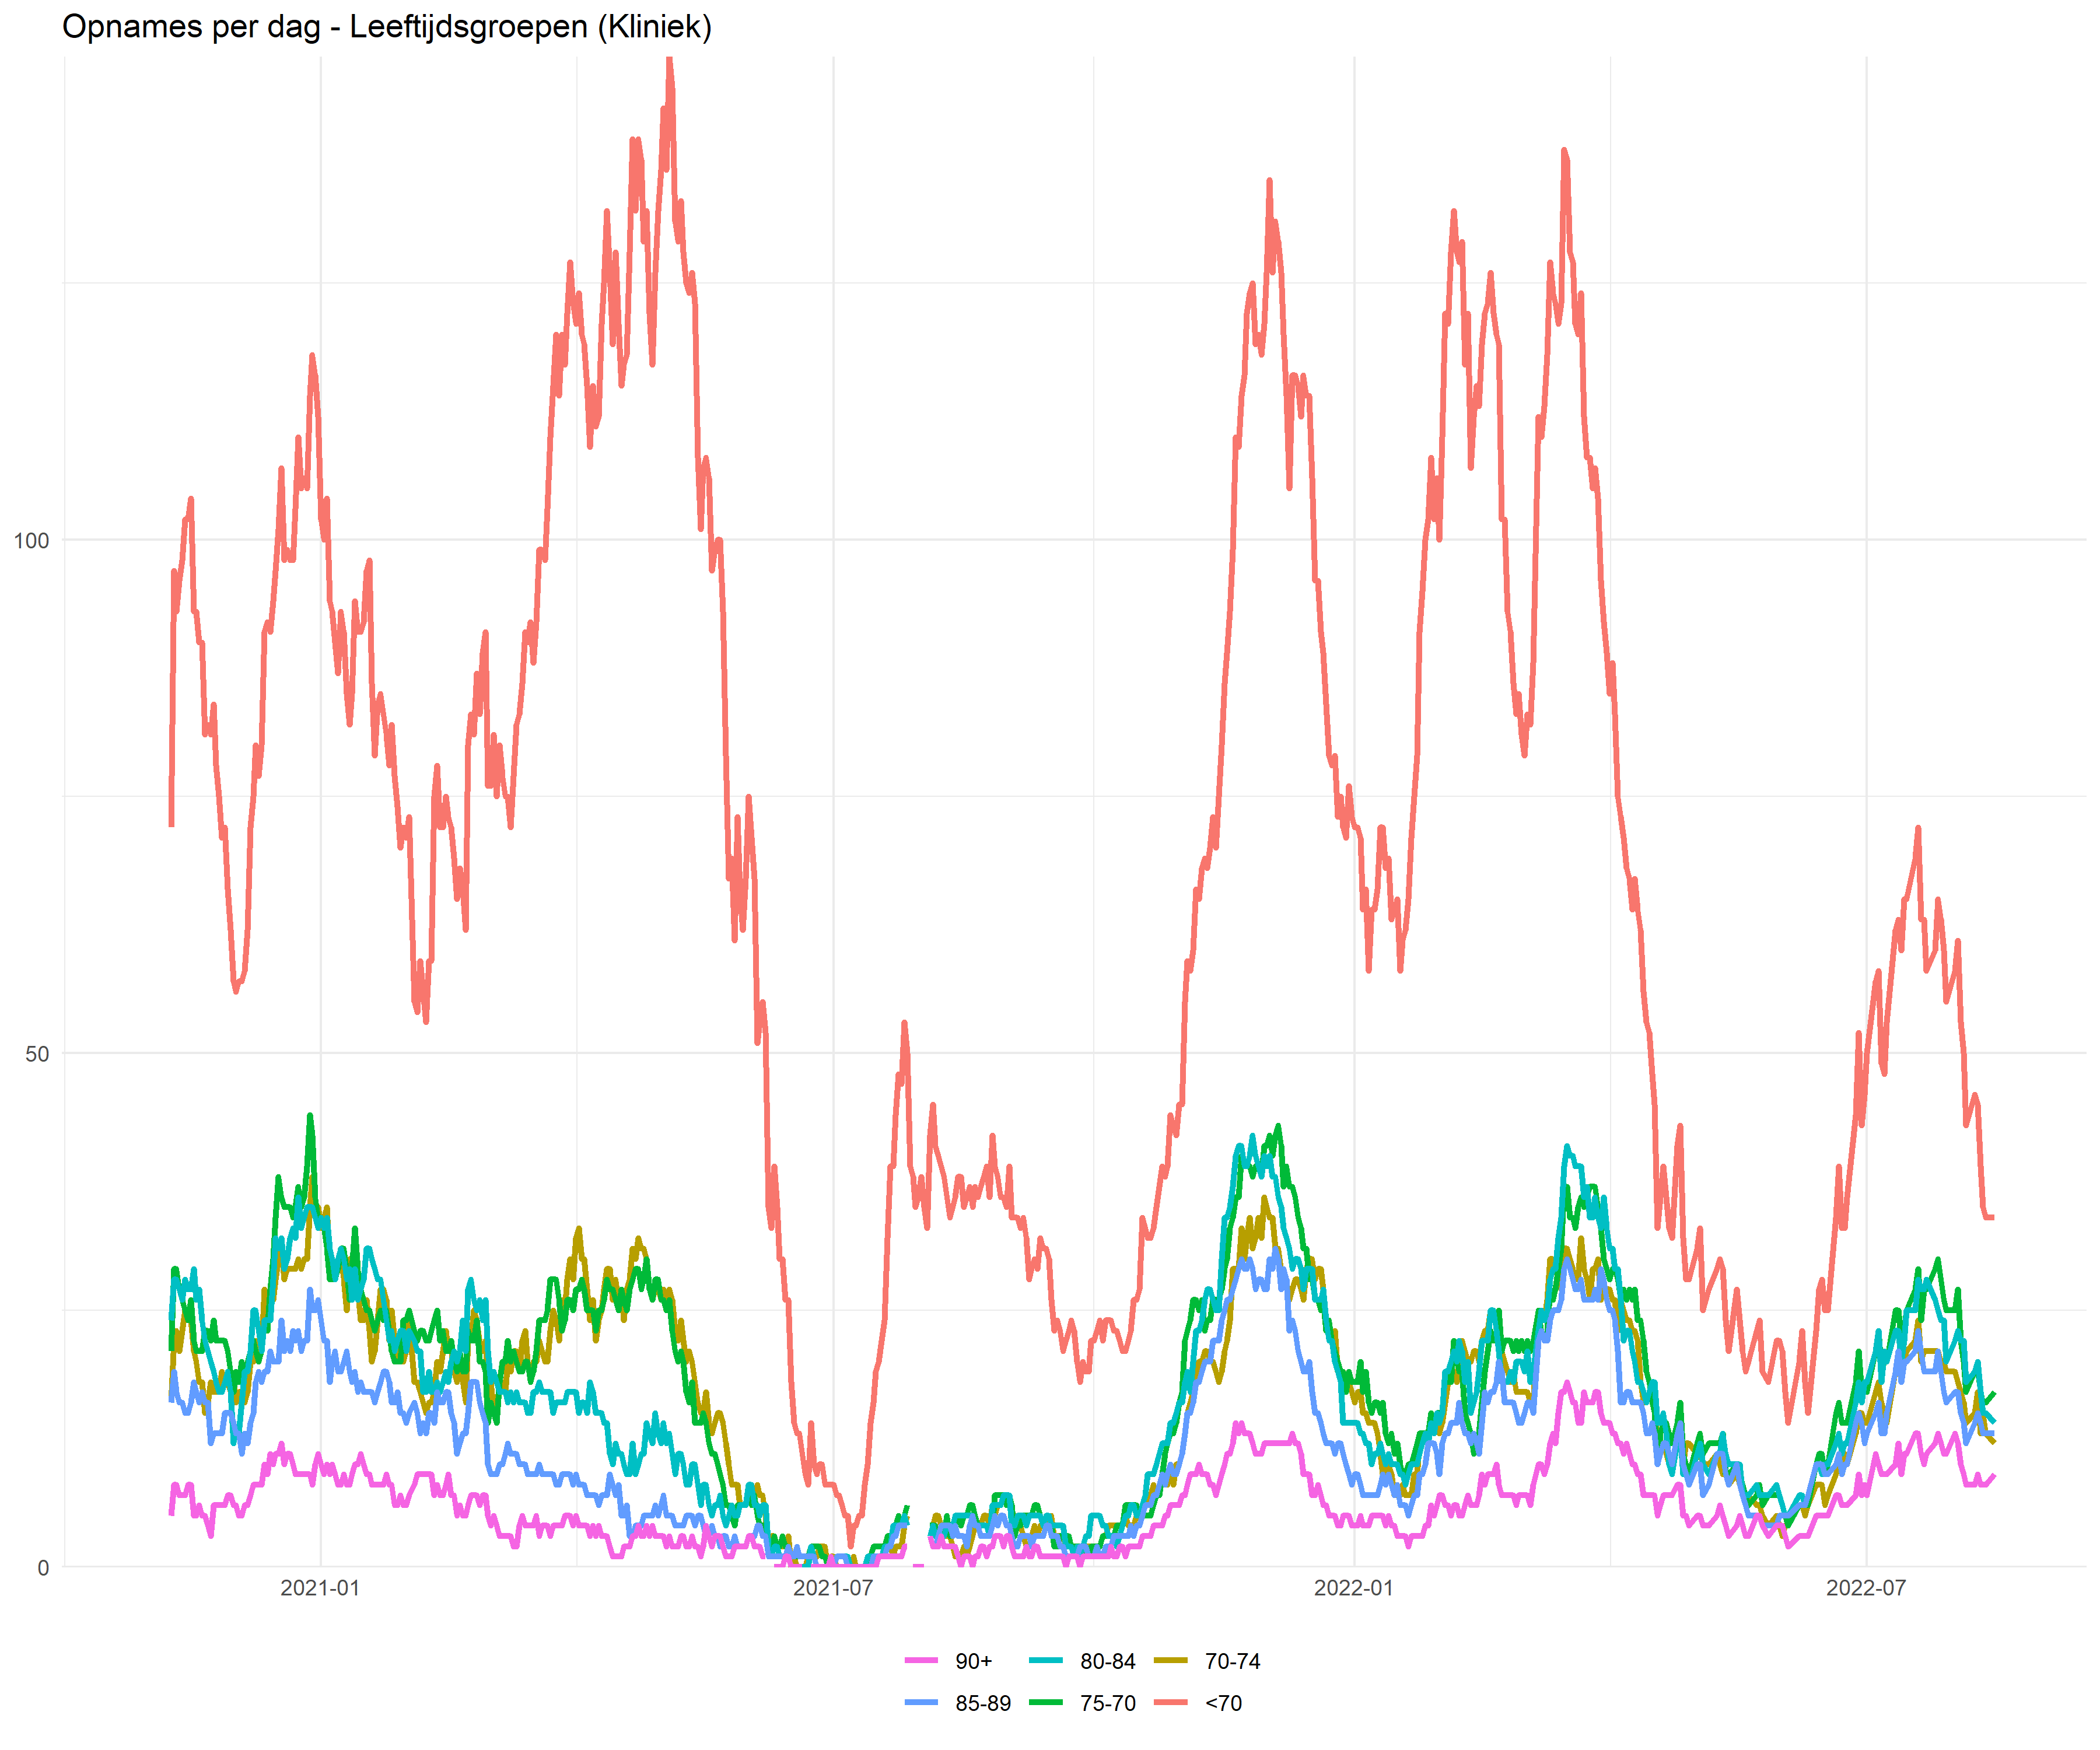 Opnames per dag - Leeftijdsgroepen (Kliniek)
100
50
0
2021-01 2021-07 2022-01 2022-07
90+ 80-84 70-74
85-89 75-70 <70